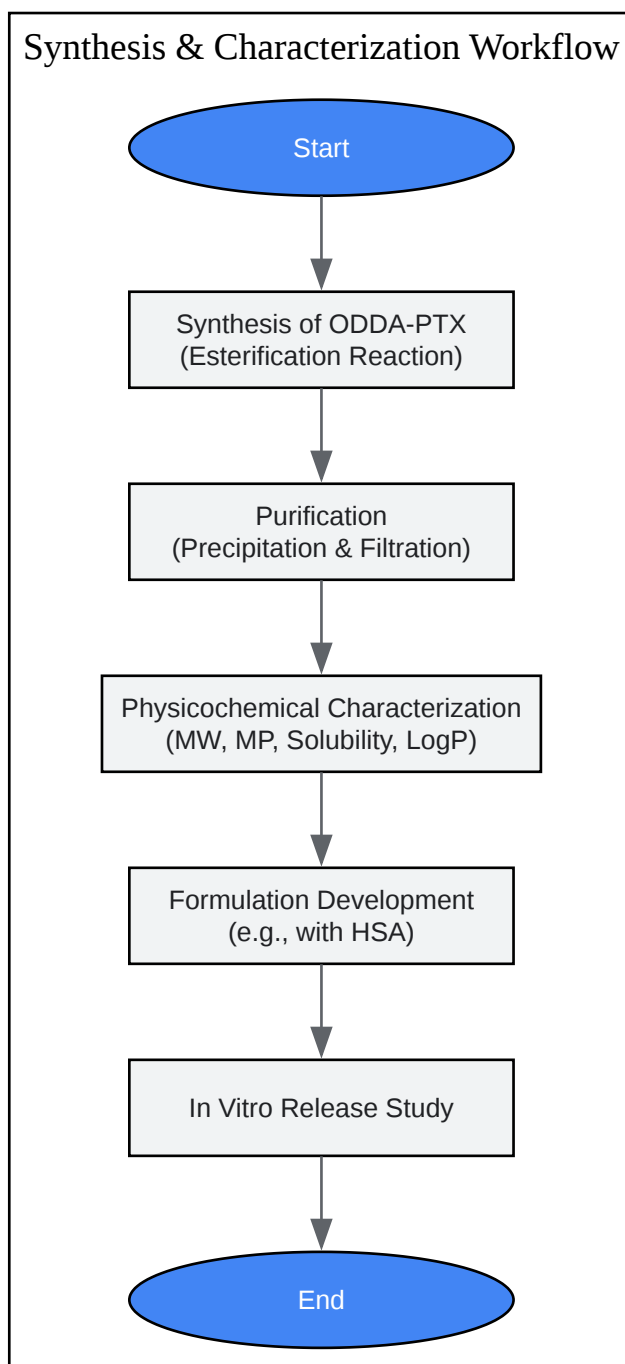 Synthesis & Characterization Workflow
Start
Synthesis of ODDA-PTX
(Esterification Reaction)
Purification
(Precipitation & Filtration)
Physicochemical Characterization
(MW, MP, Solubility, LogP)
Formulation Development
(e.g., with HSA)
In Vitro Release Study
End